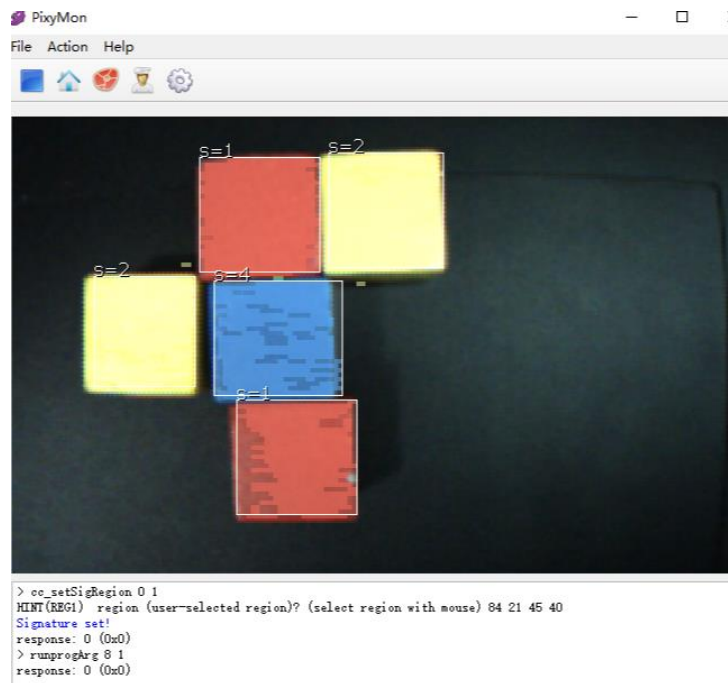 PixyMon
File Action Help
s=1
s=2
s=2
s=4
s=1
> cc_setSigRegion 0 1
HINT(REG1) region (user-selected region)? (select region with mouse) 84 21 45 40
Signature set!
response: 0 (0x0)
> runprogArg 8 1
response: 0 (0x0)